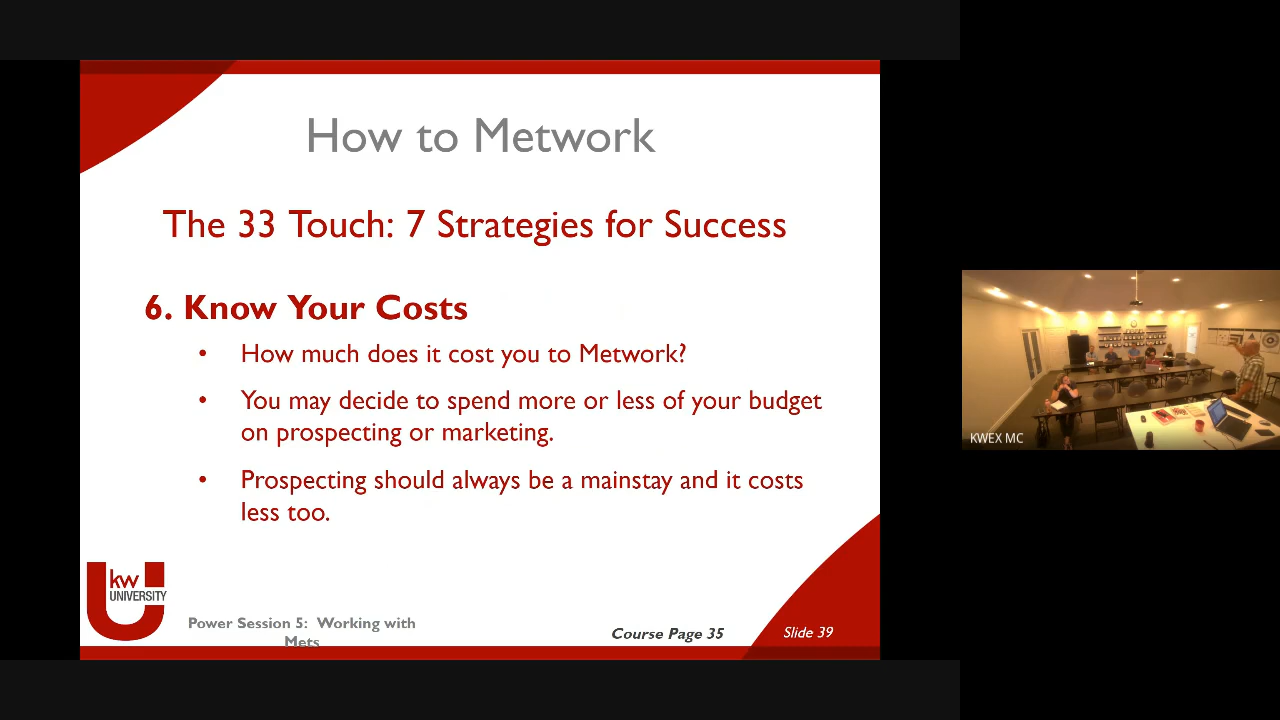 How to Metwork
The 33 Touch: 7 Strategies for Success
6. Know Your Costs
• How much does it cost you to Metwork?
• You may decide to spend more or less of your budget
on prospecting or marketing.
• Prospecting should always be a mainstay and it costs
less too.
kw
UNIVERSITY
Power Session 5: Working with
Mets
Course Page 35
Slide 39
KWEX MC